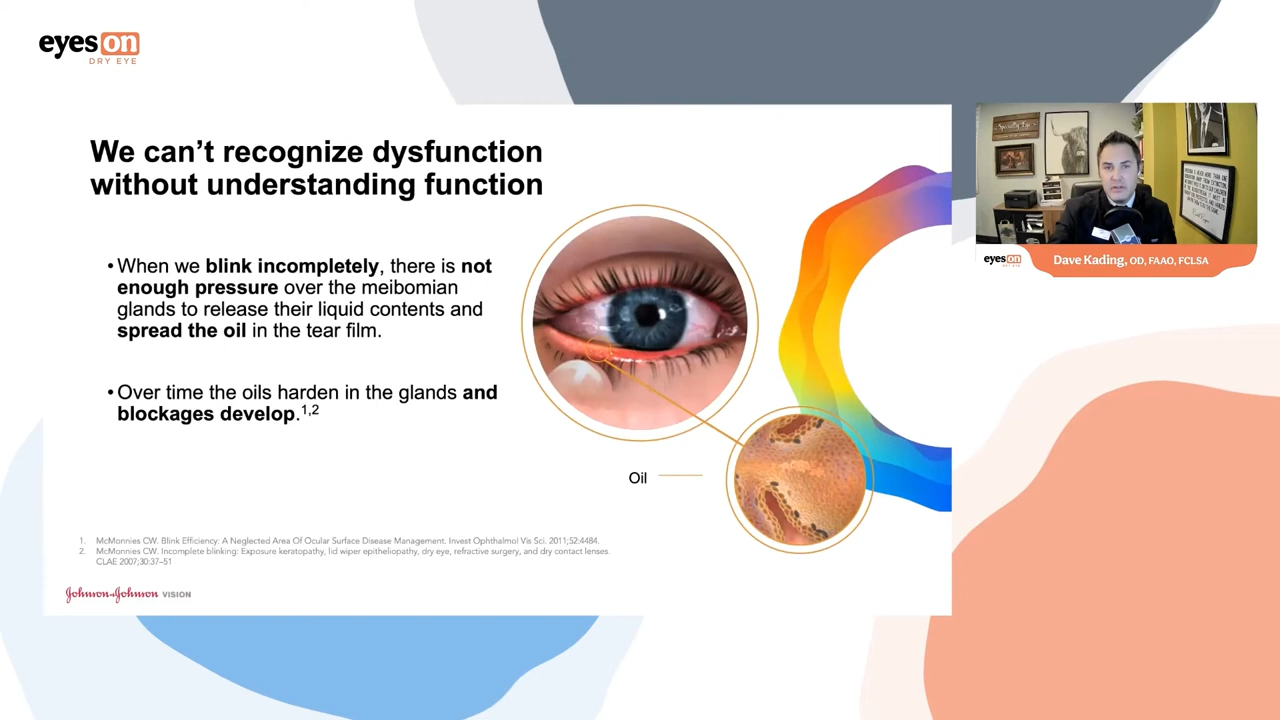 eyes on
DRY EYE
We can't recognize dysfunction
without understanding function
• When we blink incompletely, there is not
enough pressure over the meibomian
glands to release their liquid contents and
spread the oil in the tear film.
• Over time the oils harden in the glands and
blockages develop.1,2
Oil
1. McMonnies CW. Blink Efficiency: A Neglected Area Of Ocular Surface Disease Management. Invest Ophthalmol Vis Sci. 2011;52:4484.
2. McMonnies CW. Incomplete blinking: Exposure keratopathy, lid wiper epitheliopathy, dry eye, refractive surgery, and dry contact lenses.
CLAE 2007;30:37–51
Johnson & Johnson VISION
Specialty Eye
eyes on
DRY EYE
Dave Kading, OD, FAAO, FCLSA